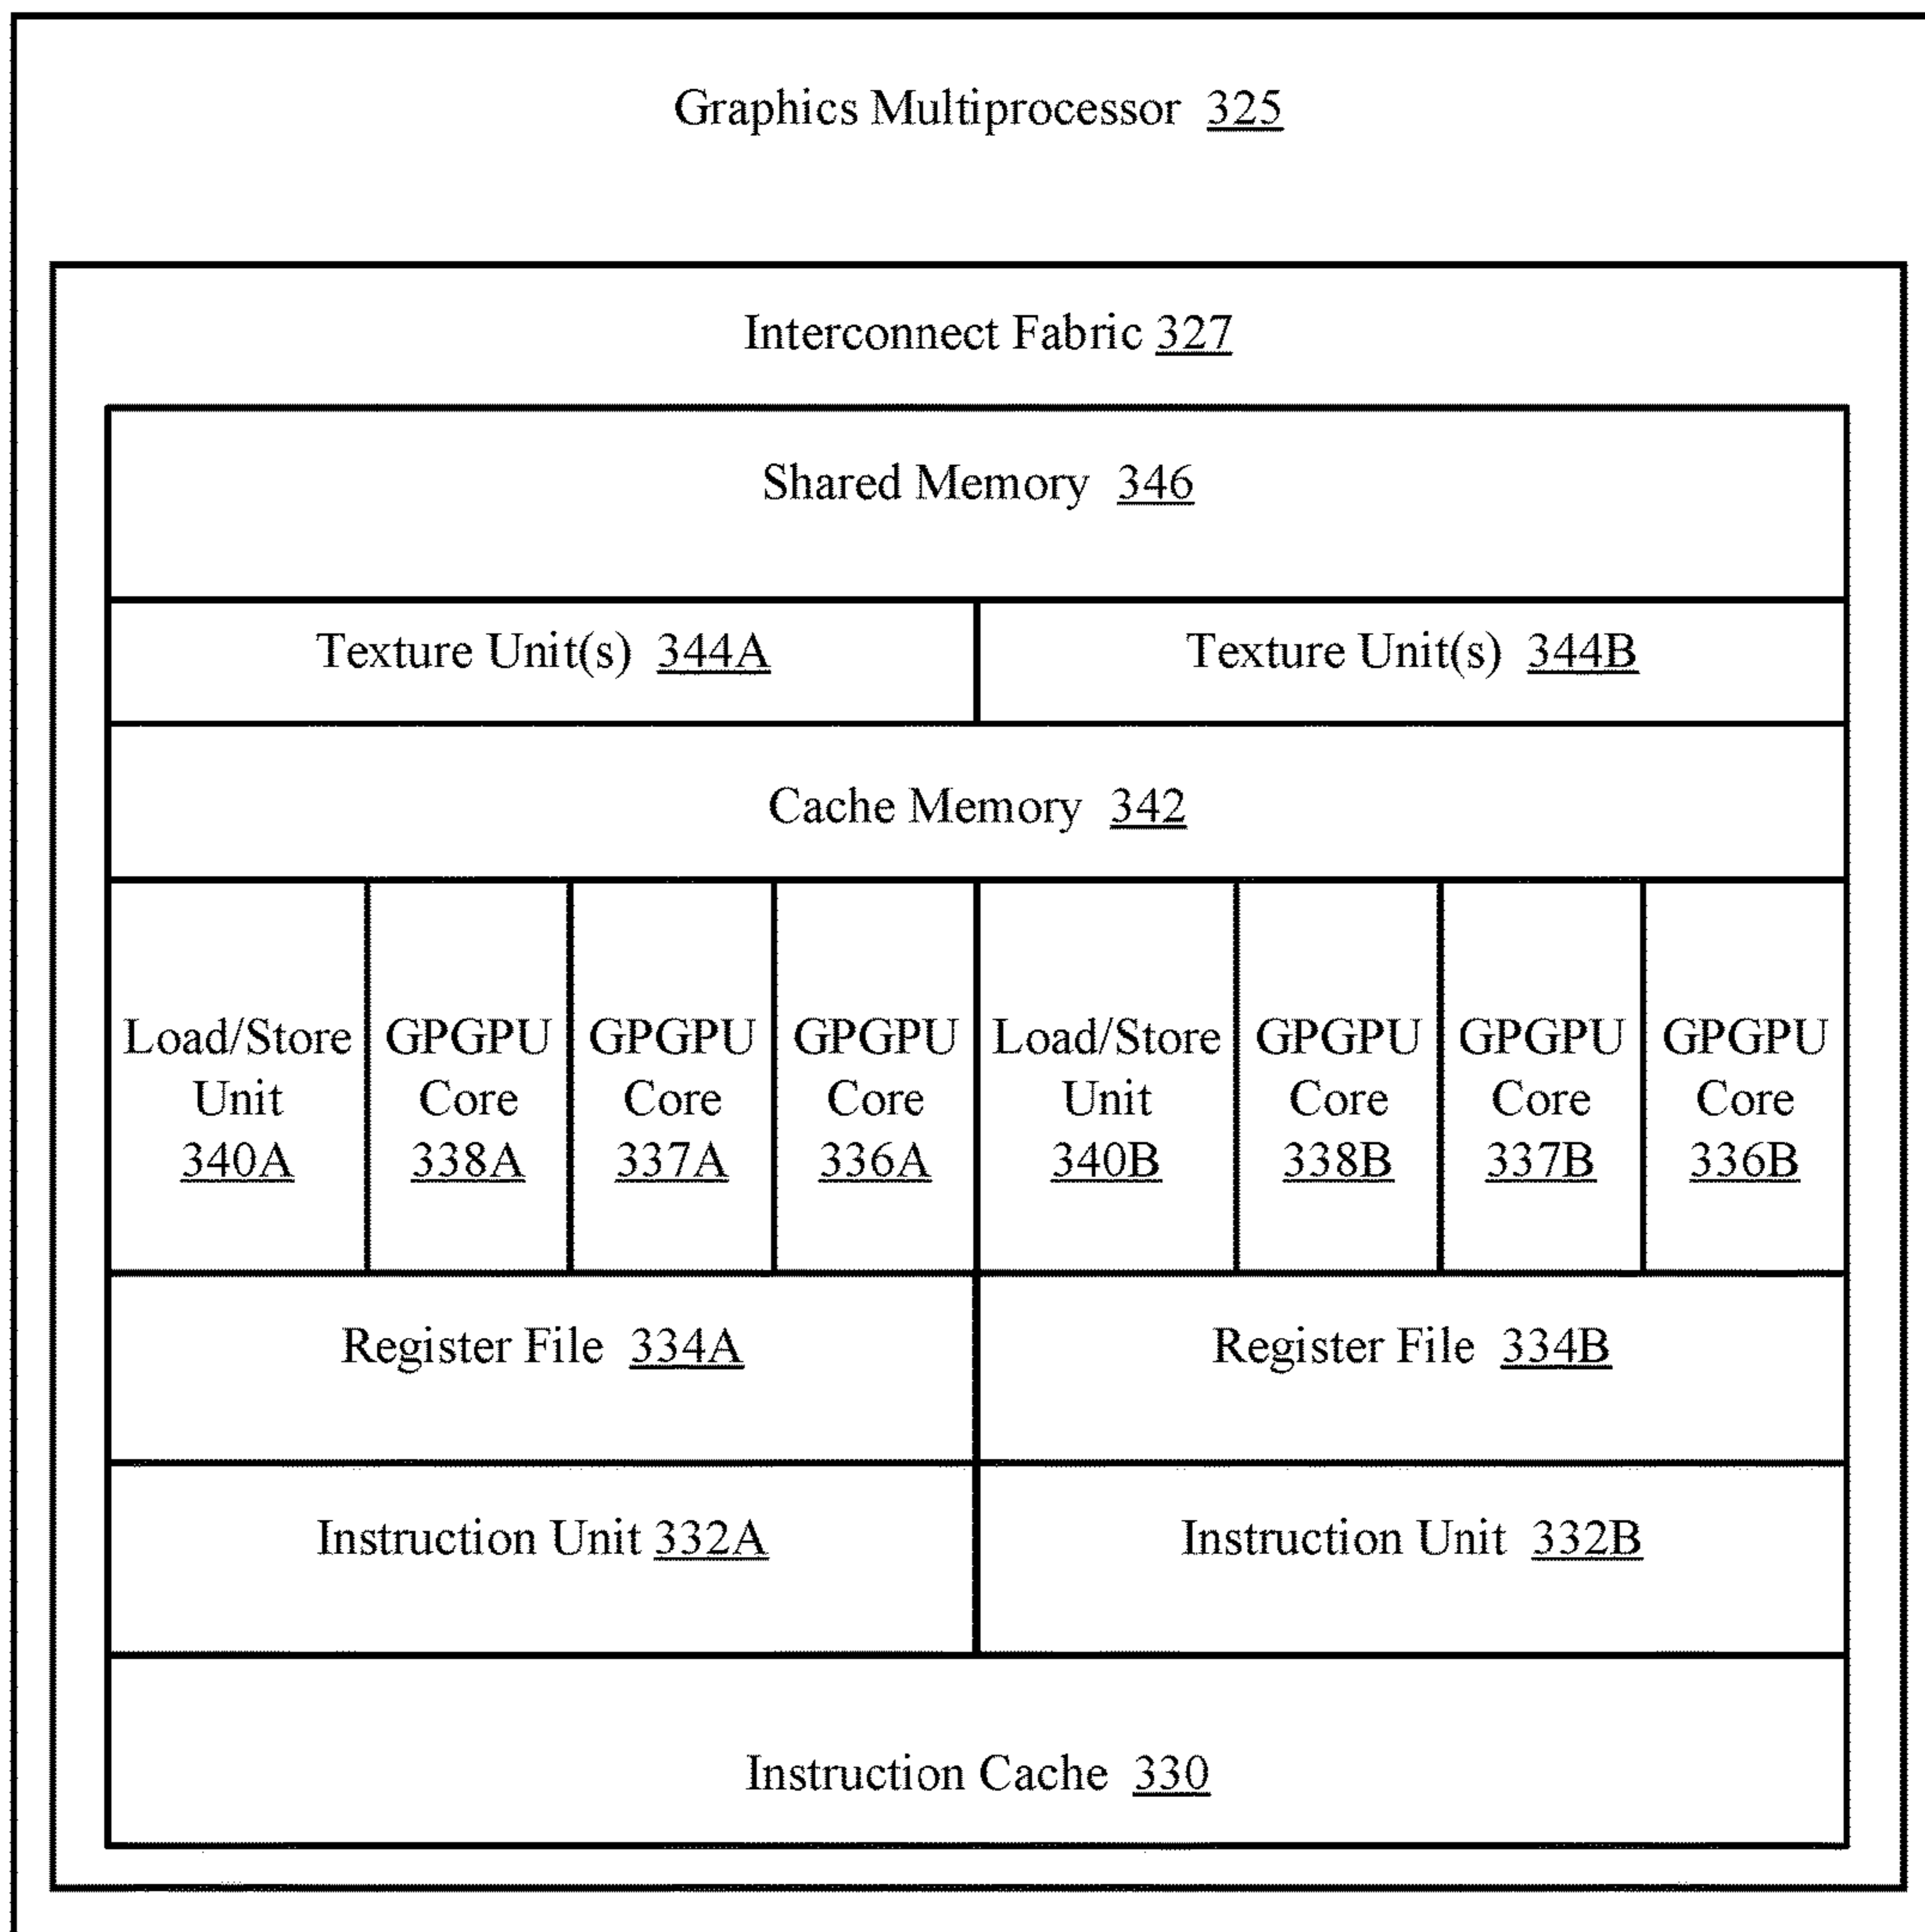 Graphics Multiprocessor 325
Interconnect Fabric 327
Shared Memory 346
Texture Unit(s) 344A
Texture Unit(s) 344B
Cache Memory 342
Load/Store
Unit
340A
GPGPU
Core
338A
GPGPU
Core
337A
GPGPU
Core
336A
Load/Store
Unit
340B
GPGPU
Core
338B
GPGPU
Core
337B
GPGPU
Core
336B
Register File 334A
Register File 334B
Instruction Unit 332A
Instruction Unit 332B
Instruction Cache 330